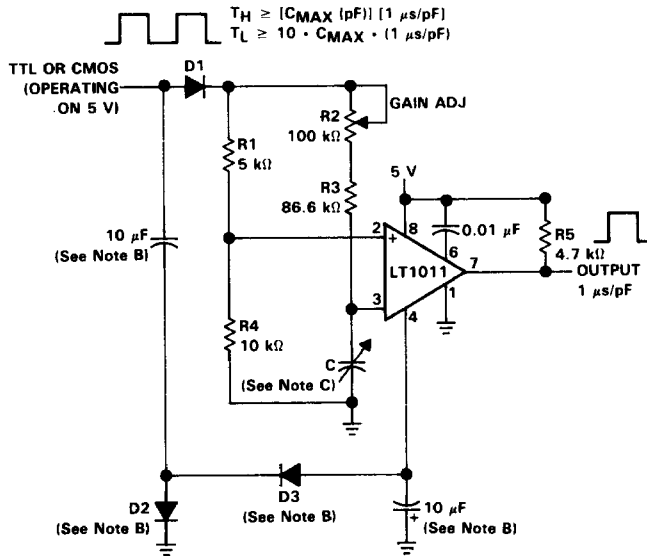 T_H ≥ [C_MAX (pF)] [1 μs/pF]
T_L ≥ 10 · C_MAX · (1 μs/pF)
TTL OR CMOS
(OPERATING
ON 5 V)
D1
GAIN ADJ
R2
100 kΩ
R1
5 kΩ
R3
86.6 kΩ
5 V
10 μF
(See Note B)
2
+
8
0.01 μF
R5
4.7 kΩ
6
7
LT1011
OUTPUT
1 μs/pF
3
1
4
R4
10 kΩ
C
(See Note C)
D2
(See Note B)
D3
(See Note B)
10 μF
+
(See Note B)